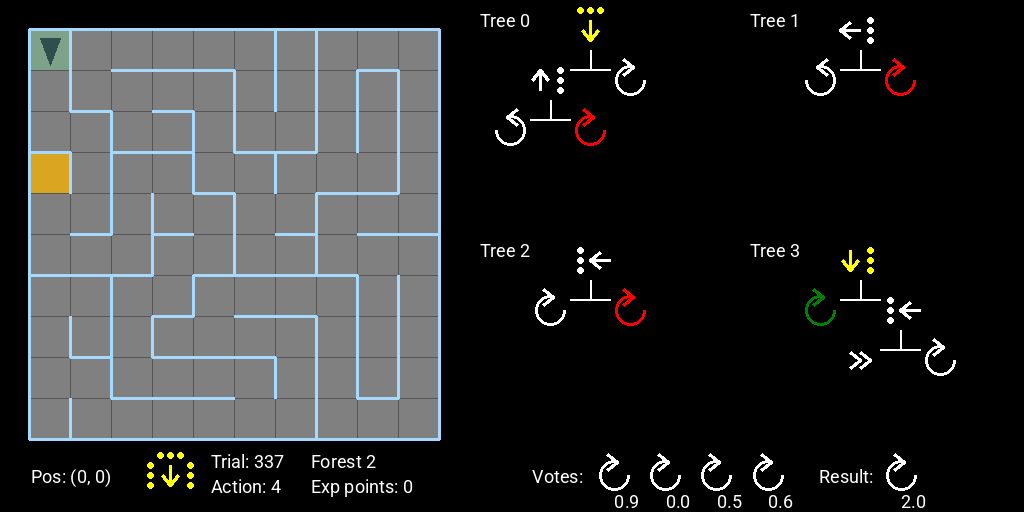 Tree 0
Tree 1
Tree 2
Tree 3
Pos: (0, 0)
Trial: 337
Action: 4
Forest 2
Exp points: 0
Votes:
0.9
0.0
0.5
0.6
Result:
2.0